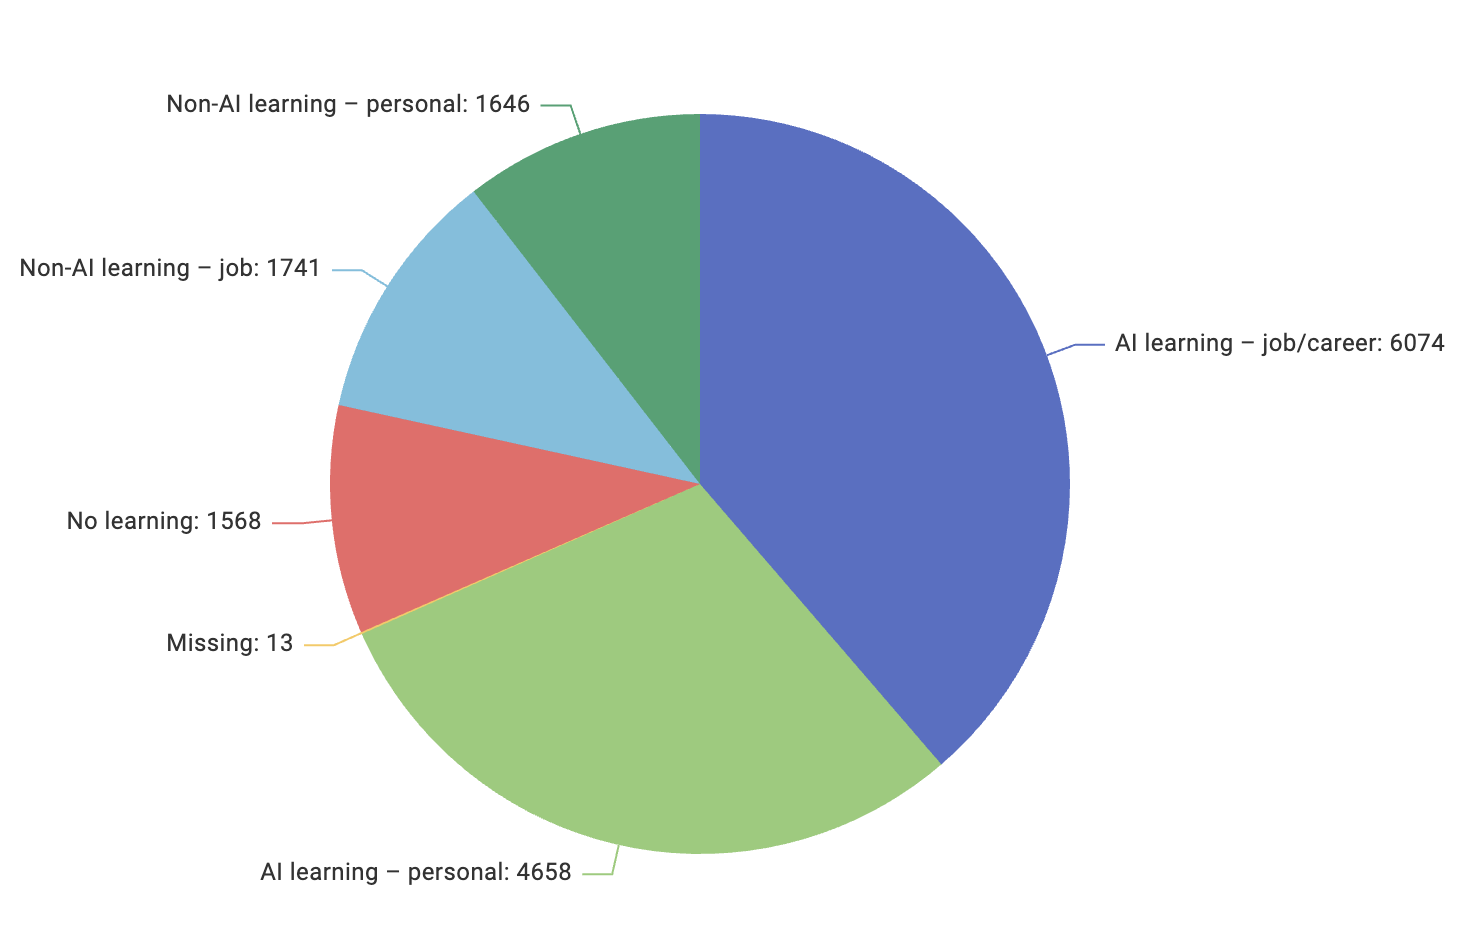 Non-AI learning – personal: 1646
Non-AI learning – job: 1741
AI learning – job/career: 6074
No learning: 1568
Missing: 13
AI learning – personal: 4658